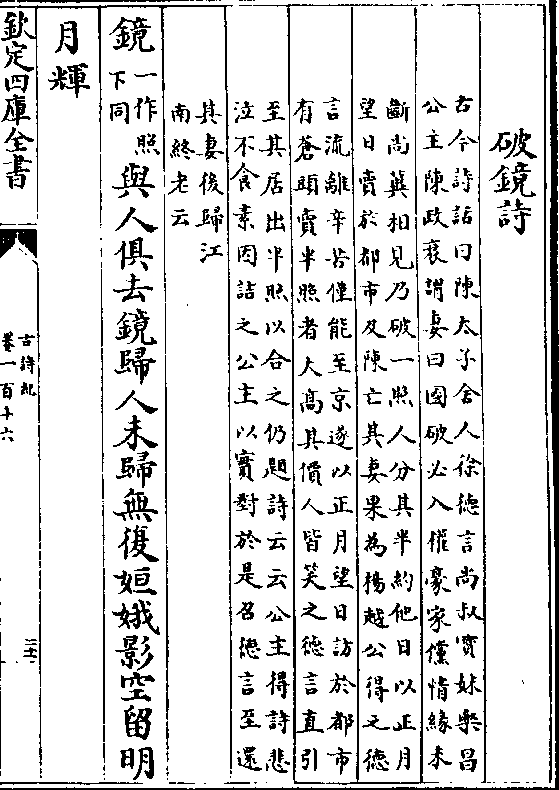 破鏡詩
古今詩話曰陳太子舍人徐德言尚叔寶妹樂昌
公主陳政衰謂妻曰國破必入權豪家儻情緣未
斷尚冀相見乃破一照人分其半約他日以正月
望日賣於都市及陳亡其妻果為楊越公得之德
言流離辛苦僅能至京遂以正月望日訪於都市
有蒼頭賣半照者大高其價人皆笑之德言直引
至其居出半照以合之仍題詩云云公主得詩悲
泣不食素因詰之公主以實對於是召德言至還
其妻後歸江
南終老云
鏡一作照下同與人俱去鏡歸人未歸無復姮娥影空留明
月輝
欽定四庫全書
古詩紀
卷一百十六